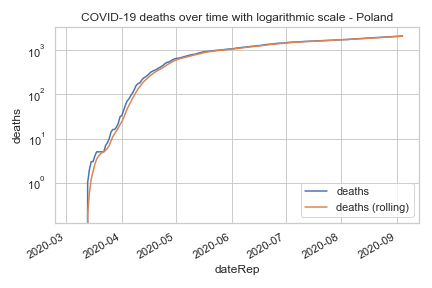 COVID-19 deaths over time with logarithmic scale - Poland
deaths
10³
10²
10¹
10⁰
deaths
deaths (rolling)
2020-03
2020-04
2020-05
2020-06
2020-07
2020-08
2020-09
dateRep